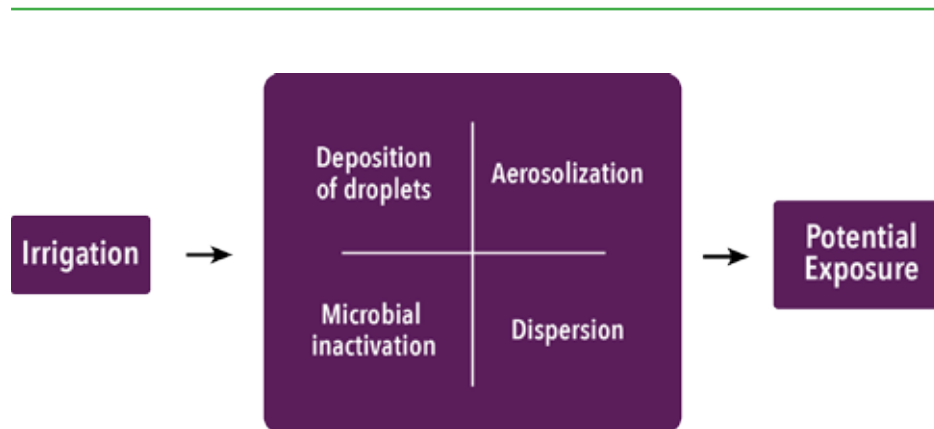 Irrigation
Deposition
of droplets
Aerosolization
Microbial
inactivation
Dispersion
Potential
Exposure